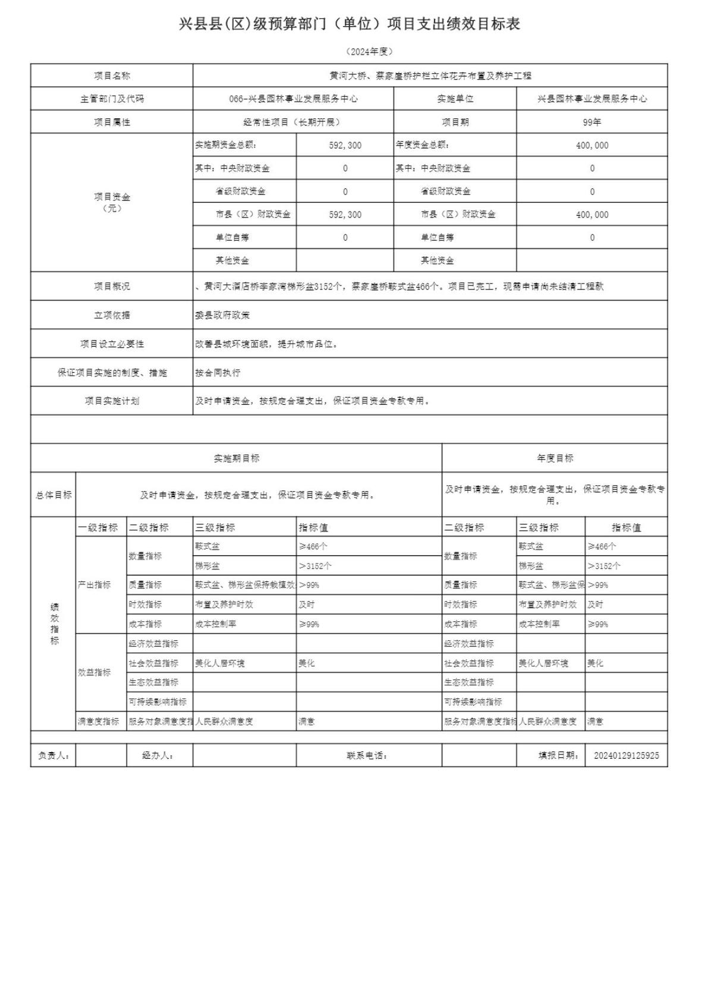 兴县县(区)级预算部门（单位）项目支出绩效目标表
（2024年度）
项目名称 黄河大桥、蔡家崖桥护栏立体花卉布置及养护工程
主管部门及代码 066-兴县园林事业发展服务中心 实施单位 兴县园林事业发展服务中心
项目属性 经常性项目（长期开展） 项目期 99年
项目资金
（元）
实施期资金总额： 592,300 年度资金总额： 400,000
其中：中央财政资金 0 其中：中央财政资金 0
省级财政资金 0 省级财政资金 0
市县（区）财政资金 592,300 市县（区）财政资金 400,000
单位自筹 0 单位自筹 0
其他资金 其他资金
项目概况 、黄河大酒店桥李家湾梯形盆3152个，蔡家崖桥鞍式盆466个。项目已完工，现需申请尚未结清工程款
立项依据 委县政府政策
项目设立必要性 改善县城环境面貌，提升城市品位。
保证项目实施的制度、措施 按合同执行
项目实施计划 及时申请资金，按规定合理支出，保证项目资金专款专用。
实施期目标 年度目标
总体目标 及时申请资金，按规定合理支出，保证项目资金专款专用。 及时申请资金，按规定合理支出，保证项目资金专款专
用。
绩
效
指
标
一级指标 二级指标 三级指标 指标值 二级指标 三级指标 指标值
产出指标 数量指标 鞍式盆 ≥466个 数量指标 鞍式盆 ≥466个
梯形盆 ＞3152个 梯形盆 ＞3152个
质量指标 鞍式盆、梯形盆保持栽植效 ＞99% 质量指标 鞍式盆、梯形盆保 ＞99%
时效指标 布置及养护时效 及时 时效指标 布置及养护时效 及时
成本指标 成本控制率 ≥99% 成本指标 成本控制率 ≥99%
效益指标 经济效益指标 经济效益指标
社会效益指标 美化人居环境 美化 社会效益指标 美化人居环境 美化
生态效益指标 生态效益指标
可持续影响指标 可持续影响指标
满意度指标 服务对象满意度指 人民群众满意度 满意 服务对象满意度指标 人民群众满意度 满意
负责人： 经办人： 联系电话： 填报日期： 20240129125925